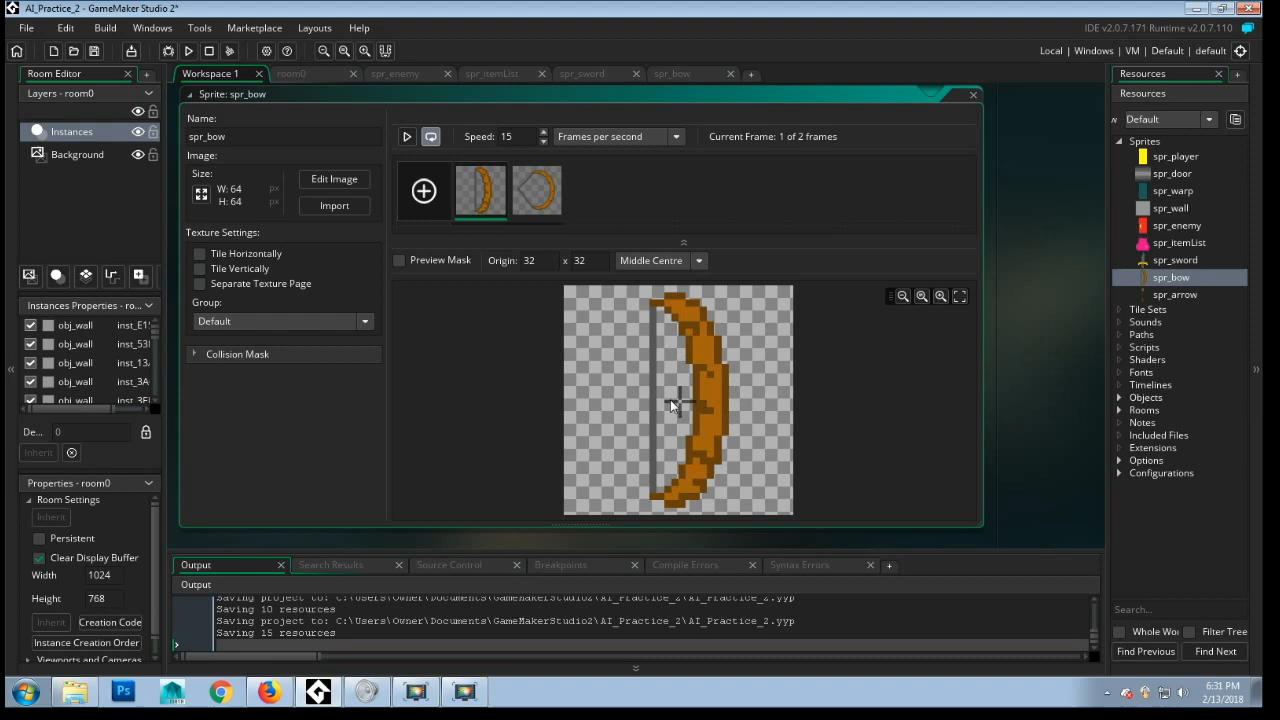 AI_Practice_2 - GameMaker Studio 2*
File Edit Build Windows Tools Marketplace Layouts Help
IDE v2.0.7.171 Runtime v2.0.7.110
Local | Windows | VM | Default | default
Room Editor
Layers - room0
Instances
Background
Instances Properties - room0
obj_wall
obj_wall
obj_wall inst_13A
obj_wall
obj_wall
De... 0
Inherit
Properties - room0
Room Settings
Inherit
Persistent
Clear Display Buffer
Width 1024
Height 768
Inherit Creation Code
Instance Creation Order
Viewports and Cameras
Workspace 1 room0 spr_enemy spr_itemList spr_sword spr_bow
Sprite: spr_bow
Name:
spr_bow
Image:
Size:
W: 64 px
H: 64 px
Edit Image
Import
Texture Settings:
Tile Horizontally
Tile Vertically
Separate Texture Page
Group:
Default
Collision Mask
Speed: 15 Frames per second Current Frame: 1 of 2 frames
Preview Mask Origin: 32 x 32 Middle Centre
Output Search Results Source Control Breakpoints Compile Errors Syntax Errors
Output
Saving project to: C:\Users\Owner\Documents\GameMakerStudio2\AI_Practice_2\AI_Practice_2.yyp
Saving 10 resources
Saving project to: C:\Users\Owner\Documents\GameMakerStudio2\AI_Practice_2\AI_Practice_2.yyp
Saving 15 resources
Resources
Resources
Default
Sprites
spr_player
spr_door
spr_warp
spr_wall
spr_enemy
spr_itemList
spr_sword
spr_bow
spr_arrow
Tile Sets
Sounds
Paths
Scripts
Shaders
Fonts
Timelines
Objects
Rooms
Notes
Included Files
Extensions
Options
Configurations
Search...
Whole Wo Filter Tree
Find Previous Find Next
Ps
6:31 PM
2/13/2018